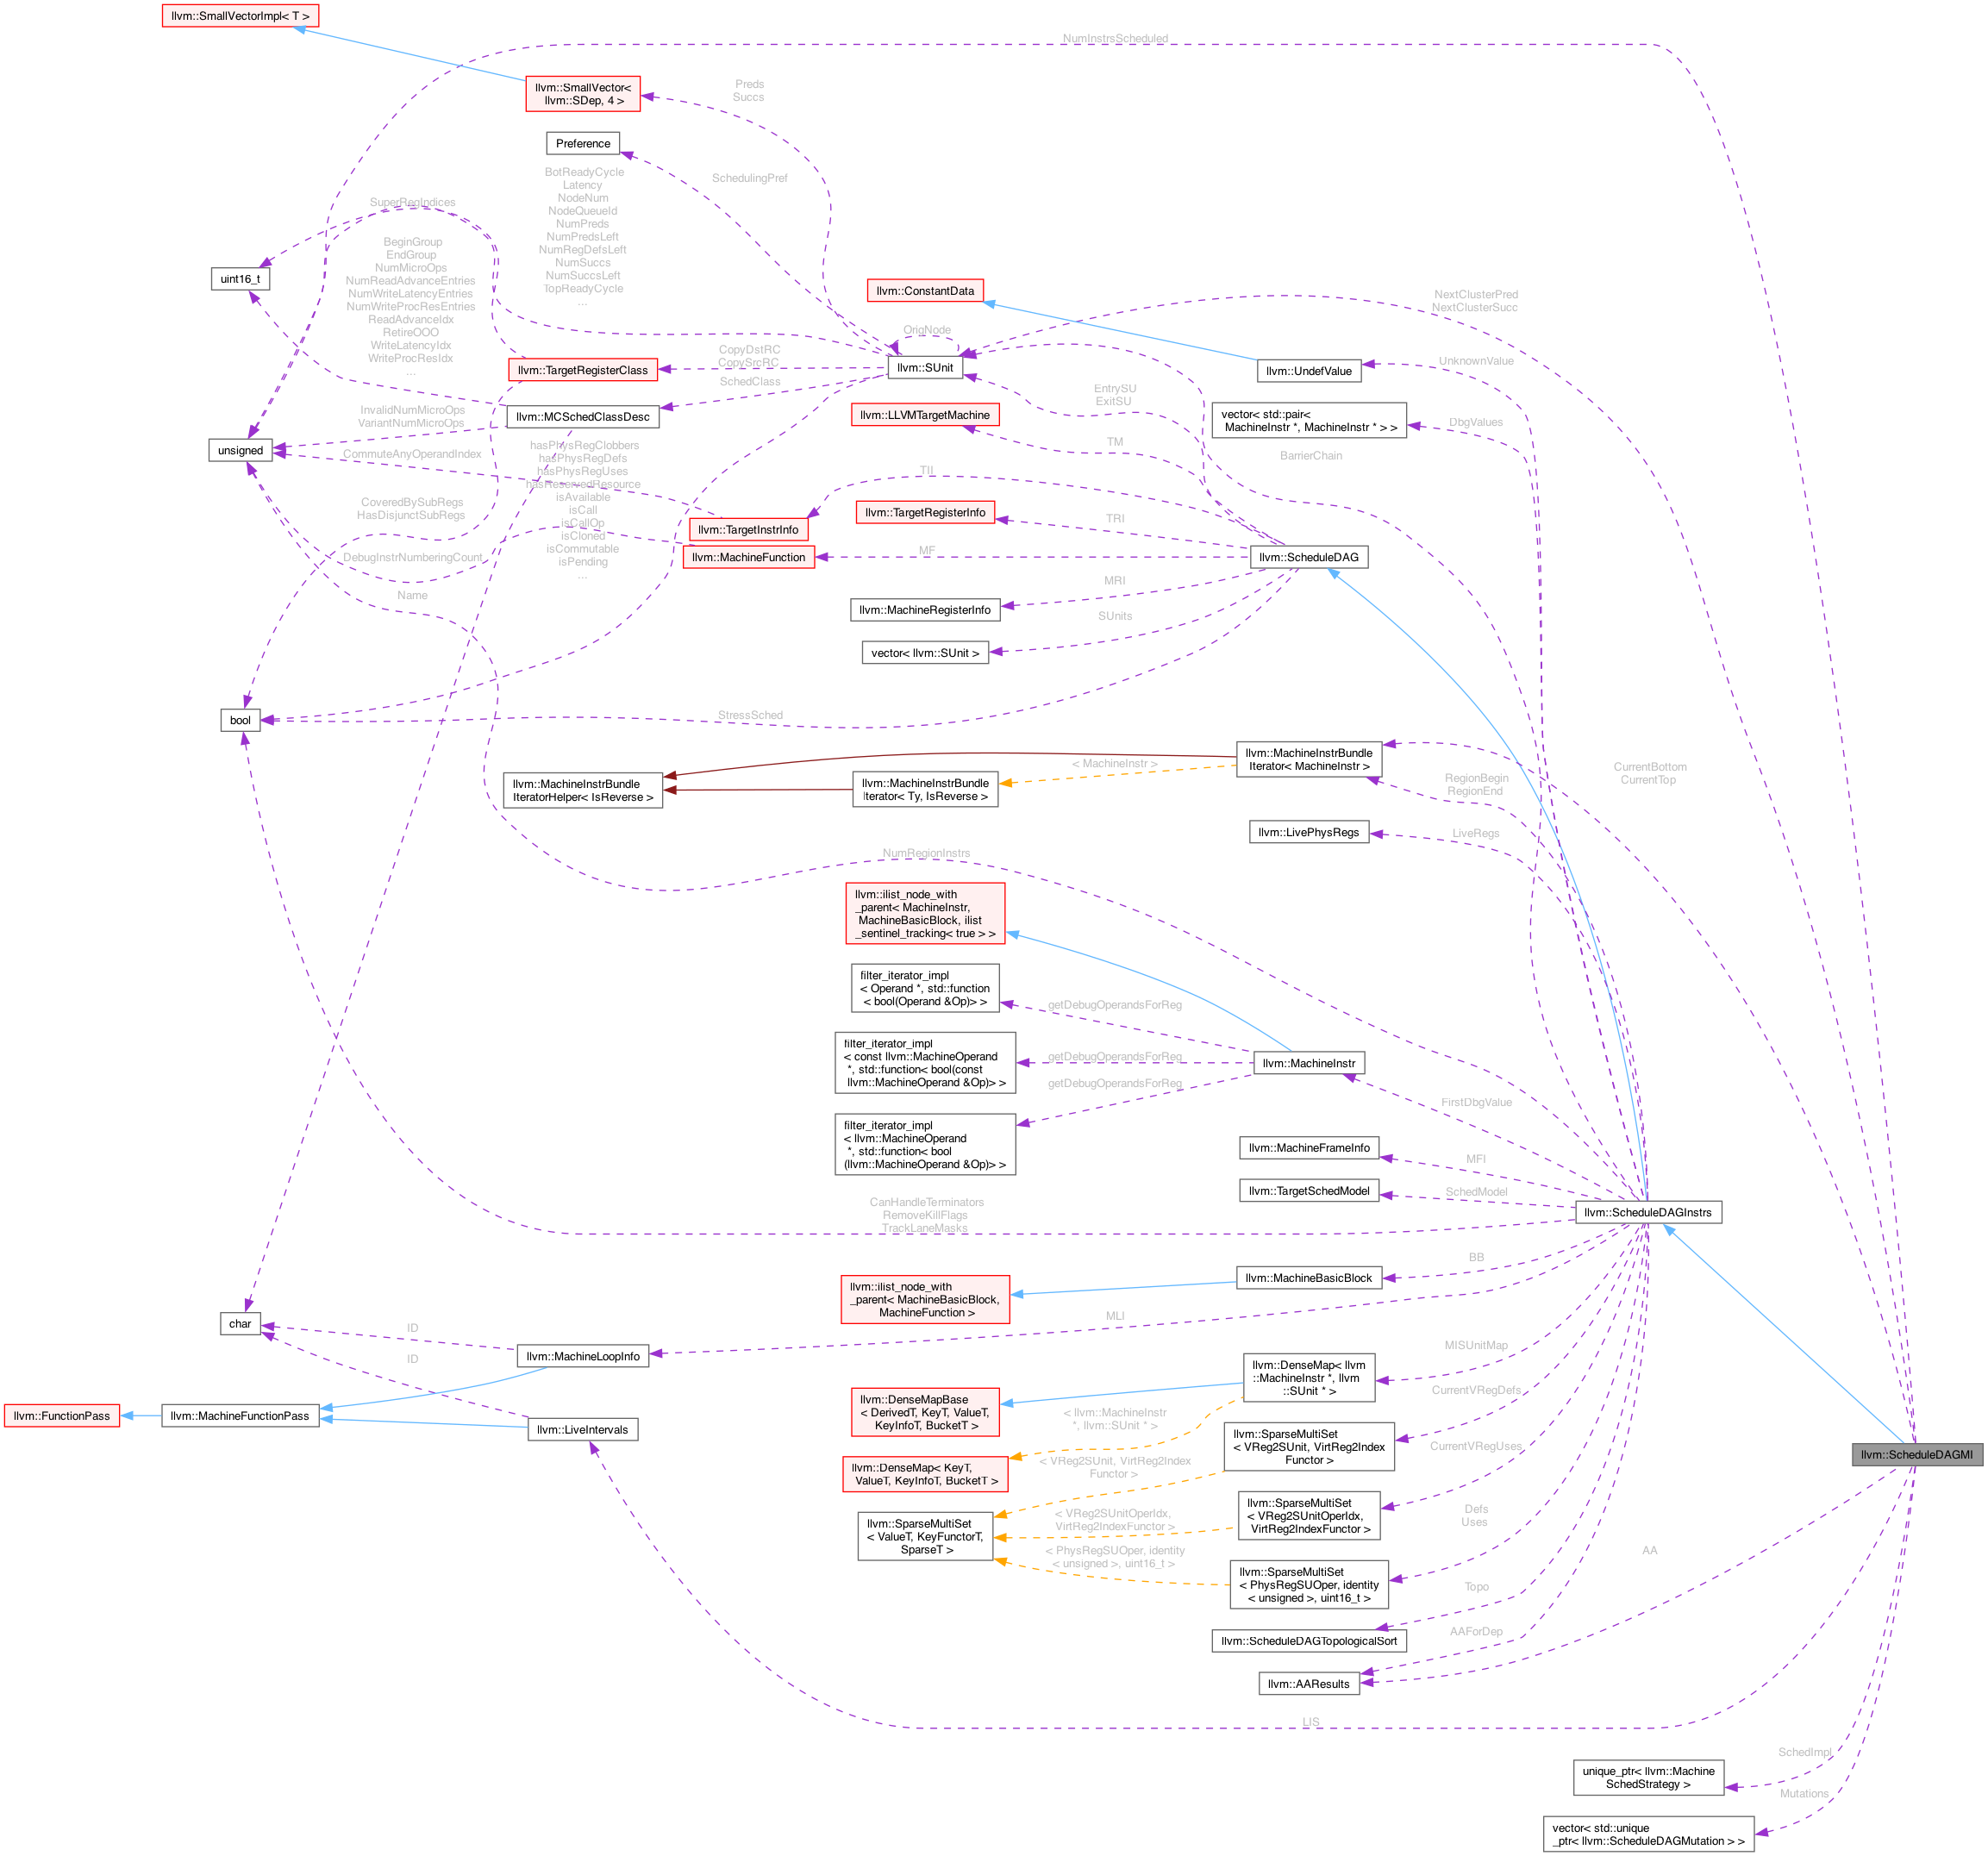 llvm::SmallVectorImpl< T >
NumInstrsScheduled
llvm::SmallVector<
llvm::SDep, 4 >
Preds
Succs
Preference
SchedulingPref
BotReadyCycle
Latency
NodeNum
NodeQueueId
NumPreds
NumPredsLeft
NumRegDefsLeft
NumSuccs
NumSuccsLeft
TopReadyCycle
...
SuperRegIndices
uint16_t
BeginGroup
EndGroup
NumMicroOps
NumReadAdvanceEntries
NumWriteLatencyEntries
NumWriteProcResEntries
ReadAdvanceIdx
RetireOOO
WriteLatencyIdx
WriteProcResIdx
...
llvm::ConstantData
NextClusterPred
NextClusterSucc
OrigNode
llvm::SUnit
llvm::TargetRegisterClass
CopyDstRC
CopySrcRC
SchedClass
llvm::UndefValue
UnknownValue
llvm::MCSchedClassDesc
EntrySU
ExitSU
llvm::LLVMTargetMachine
vector< std::pair<
MachineInstr *, MachineInstr * > >
DbgValues
unsigned
InvalidNumMicroOps
VariantNumMicroOps
CommuteAnyOperandIndex
TM
BarrierChain
TII
hasPhysRegClobbers
hasPhysRegDefs
hasPhysRegUses
hasReservedResource
isAvailable
isCall
isCallOp
isCloned
isCommutable
isPending
...
CoveredBySubRegs
HasDisjunctSubRegs
llvm::TargetInstrInfo
llvm::TargetRegisterInfo
TRI
llvm::MachineFunction
MF
llvm::ScheduleDAG
DebugInstrNumberingCount
Name
llvm::MachineRegisterInfo
MRI
vector< llvm::SUnit >
SUnits
bool
StressSched
llvm::MachineInstrBundle
Iterator< MachineInstr >
< MachineInstr >
llvm::MachineInstrBundle
IteratorHelper< IsReverse >
llvm::MachineInstrBundle
Iterator< Ty, IsReverse >
CurrentBottom
CurrentTop
RegionBegin
RegionEnd
llvm::LivePhysRegs
LiveRegs
NumRegionInstrs
llvm::ilist_node_with
_parent< MachineInstr,
MachineBasicBlock, ilist
_sentinel_tracking< true > >
filter_iterator_impl
< Operand *, std::function
< bool(Operand &Op)> >
getDebugOperandsForReg
filter_iterator_impl
< const llvm::MachineOperand
*, std::function< bool(const
llvm::MachineOperand &Op)> >
getDebugOperandsForReg
getDebugOperandsForReg
llvm::MachineInstr
FirstDbgValue
filter_iterator_impl
< llvm::MachineOperand
*, std::function< bool
(llvm::MachineOperand &Op)> >
llvm::MachineFrameInfo
MFI
llvm::TargetSchedModel
SchedModel
llvm::ScheduleDAGInstrs
CanHandleTerminators
RemoveKillFlags
TrackLaneMasks
BB
llvm::ilist_node_with
_parent< MachineBasicBlock,
MachineFunction >
llvm::MachineBasicBlock
MLI
char
ID
ID
llvm::MachineLoopInfo
MISUnitMap
llvm::DenseMap< llvm
::MachineInstr *, llvm
::SUnit * >
llvm::DenseMapBase
< DerivedT, KeyT, ValueT,
KeyInfoT, BucketT >
CurrentVRegDefs
llvm::FunctionPass
llvm::MachineFunctionPass
llvm::LiveIntervals
< llvm::MachineInstr
*, llvm::SUnit * >
llvm::SparseMultiSet
< VReg2SUnit, VirtReg2Index
Functor >
CurrentVRegUses
llvm::ScheduleDAGMI
llvm::DenseMap< KeyT,
ValueT, KeyInfoT, BucketT >
< VReg2SUnit, VirtReg2Index
Functor >
llvm::SparseMultiSet
< ValueT, KeyFunctorT,
SparseT >
< VReg2SUnitOperIdx,
VirtReg2IndexFunctor >
llvm::SparseMultiSet
< VReg2SUnitOperIdx,
VirtReg2IndexFunctor >
Defs
Uses
< PhysRegSUOper, identity
< unsigned >, uint16_t >
llvm::SparseMultiSet
< PhysRegSUOper, identity
< unsigned >, uint16_t >
AA
Topo
llvm::ScheduleDAGTopologicalSort
AAForDep
llvm::AAResults
LIS
unique_ptr< llvm::Machine
SchedStrategy >
SchedImpl
Mutations
vector< std::unique
_ptr< llvm::ScheduleDAGMutation > >